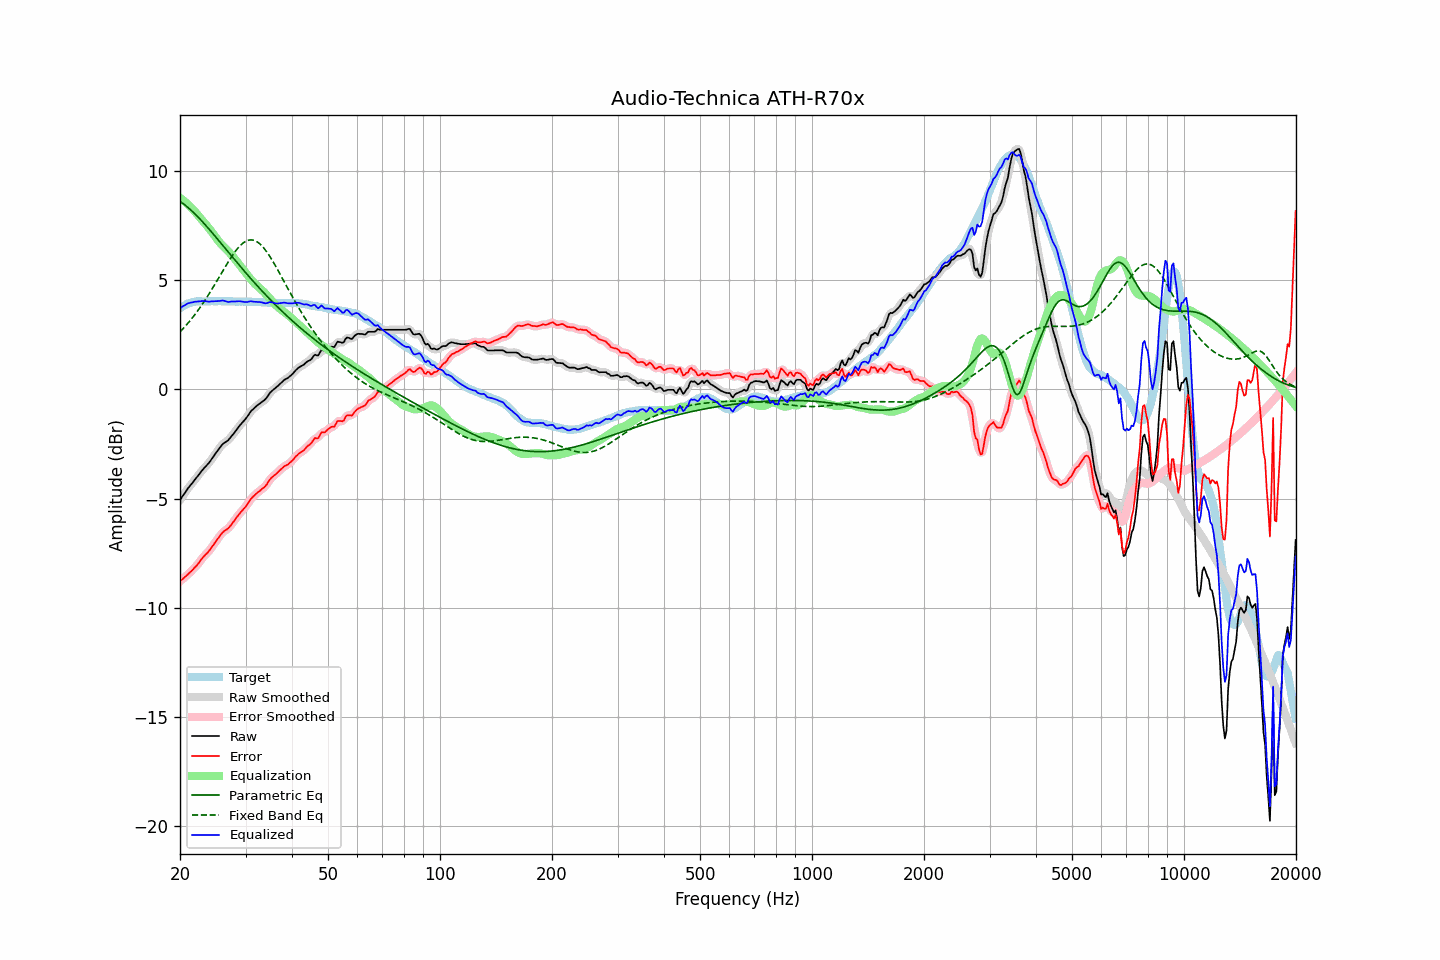 Audio-Technica ATH-R70x
Amplitude (dBr)
10
5
0
−5
−10
−15
−20
Target
Raw Smoothed
Error Smoothed
Raw
Error
Equalization
Parametric Eq
Fixed Band Eq
Equalized
20 50 100 200 500 1000 2000 5000 10000 20000
Frequency (Hz)